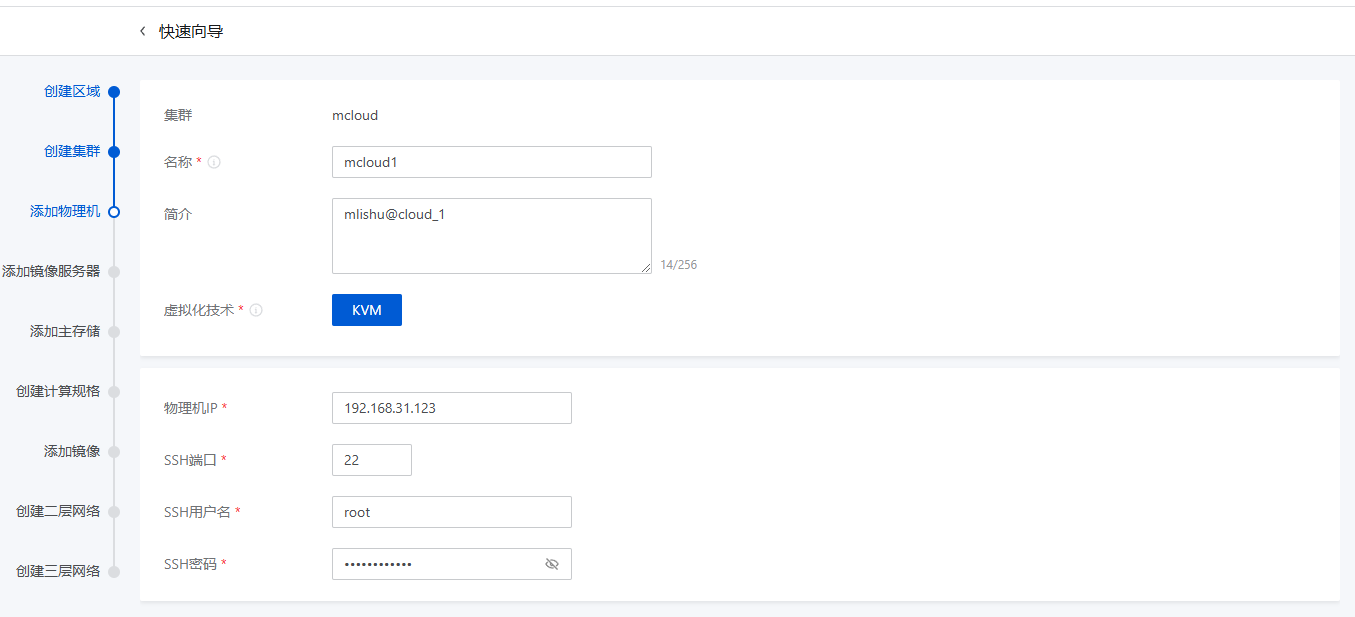 快速向导
创建区域
创建集群
添加物理机
添加镜像服务器
添加主存储
创建计算规格
添加镜像
创建二层网络
创建三层网络
集群 mcloud
名称 * mcloud1
简介 mlishu@cloud_1
14/256
虚拟化技术 * KVM
物理机IP * 192.168.31.123
SSH端口 * 22
SSH用户名 * root
SSH密码 * ••••••••••••